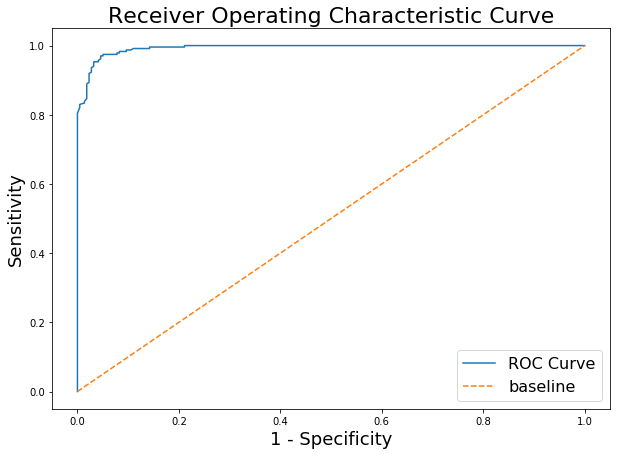 Receiver Operating Characteristic Curve
1.0
0.8
0.6
0.4
0.2
0.0
Sensitivity
0.0 0.2 0.4 0.6 0.8 1.0
1 - Specificity
ROC Curve
baseline